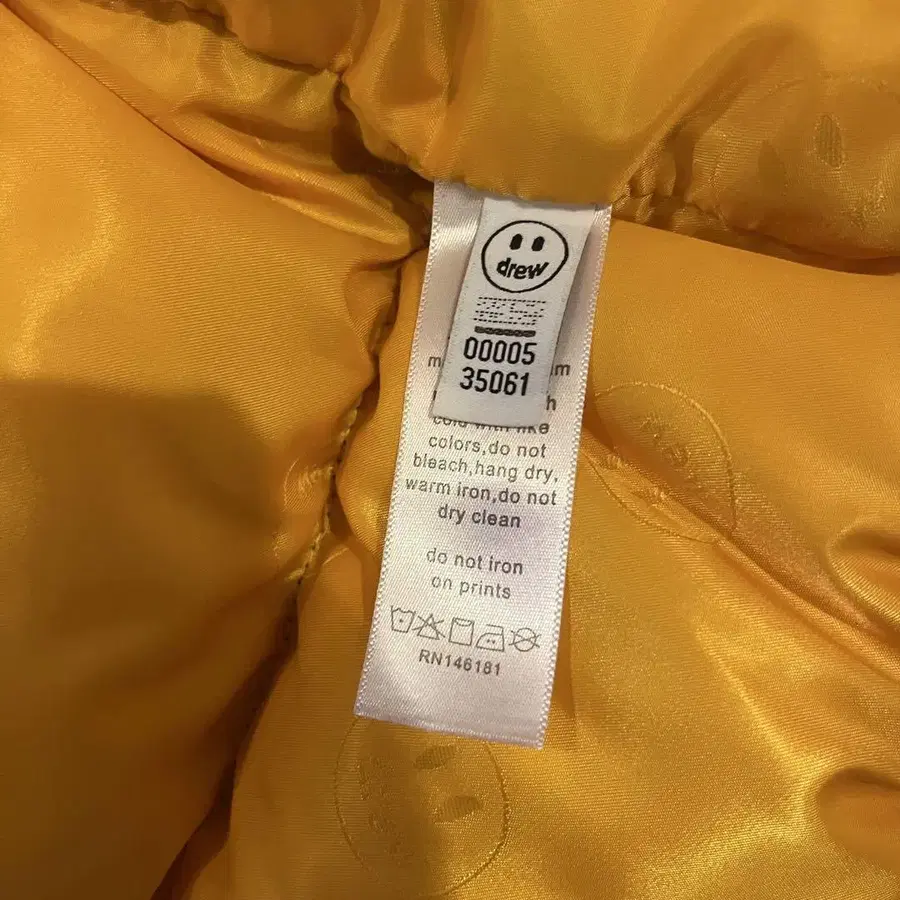 drew
00005
35061
colors,do not
bleach,hang dry,
warm iron,do not
dry clean
do not iron
on prints
RN146181